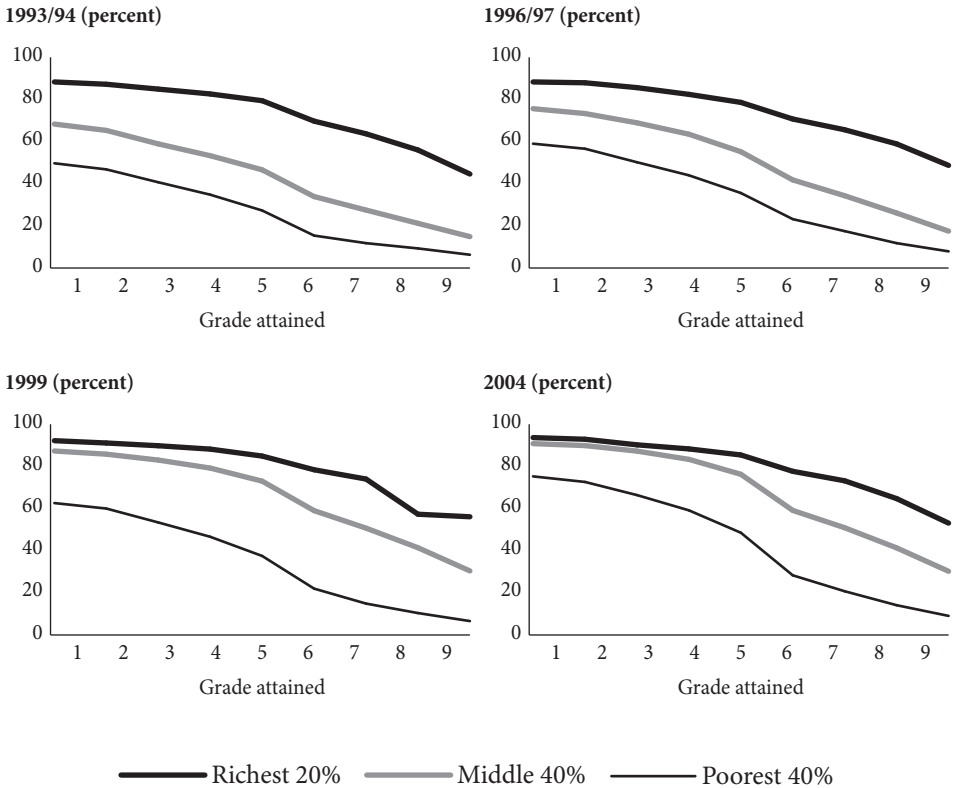 1993/94 (percent)
100
80
60
40
20
0
1 2 3 4 5 6 7 8 9
Grade attained
1996/97 (percent)
100
80
60
40
20
0
1 2 3 4 5 6 7 8 9
Grade attained
1999 (percent)
100
80
60
40
20
0
1 2 3 4 5 6 7 8 9
Grade attained
2004 (percent)
100
80
60
40
20
0
1 2 3 4 5 6 7 8 9
Grade attained
Richest 20% Middle 40% Poorest 40%